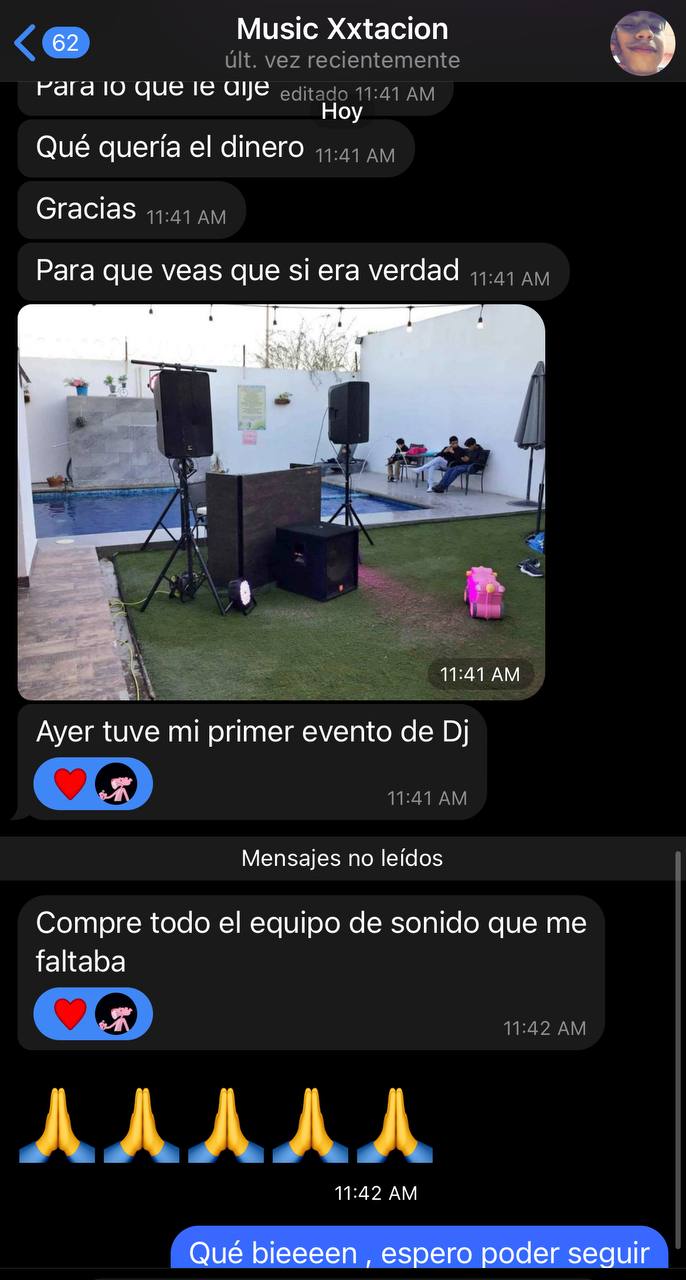 62
Music Xxtacion
últ. vez recientemente
Para lo que le dije editado 11:41 AM
Hoy
Qué quería el dinero 11:41 AM
Gracias 11:41 AM
Para que veas que si era verdad 11:41 AM
11:41 AM
Ayer tuve mi primer evento de Dj
11:41 AM
Mensajes no leídos
Compre todo el equipo de sonido que me
faltaba
11:42 AM
🙏🙏🙏🙏🙏
11:42 AM
Qué bieeeen , espero poder seguir